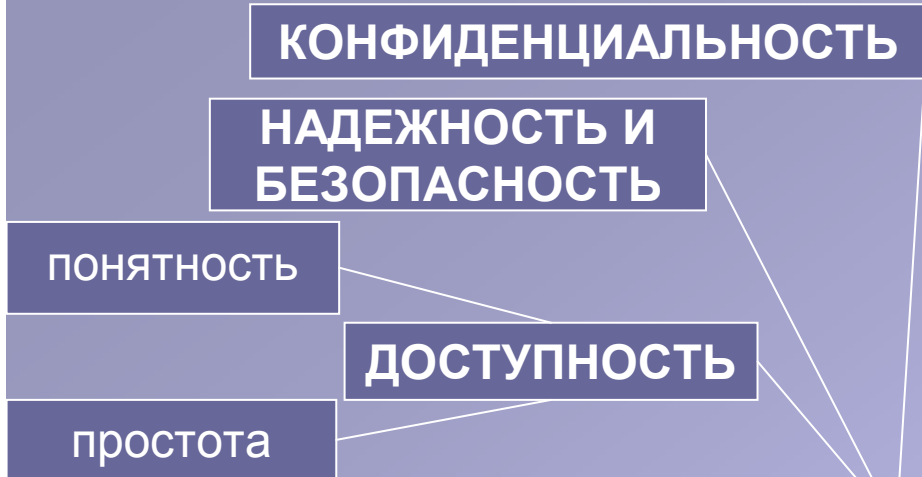 КОНФИДЕНЦИАЛЬНОСТЬ
НАДЕЖНОСТЬ И
БЕЗОПАСНОСТЬ
понятность
ДОСТУПНОСТЬ
простота